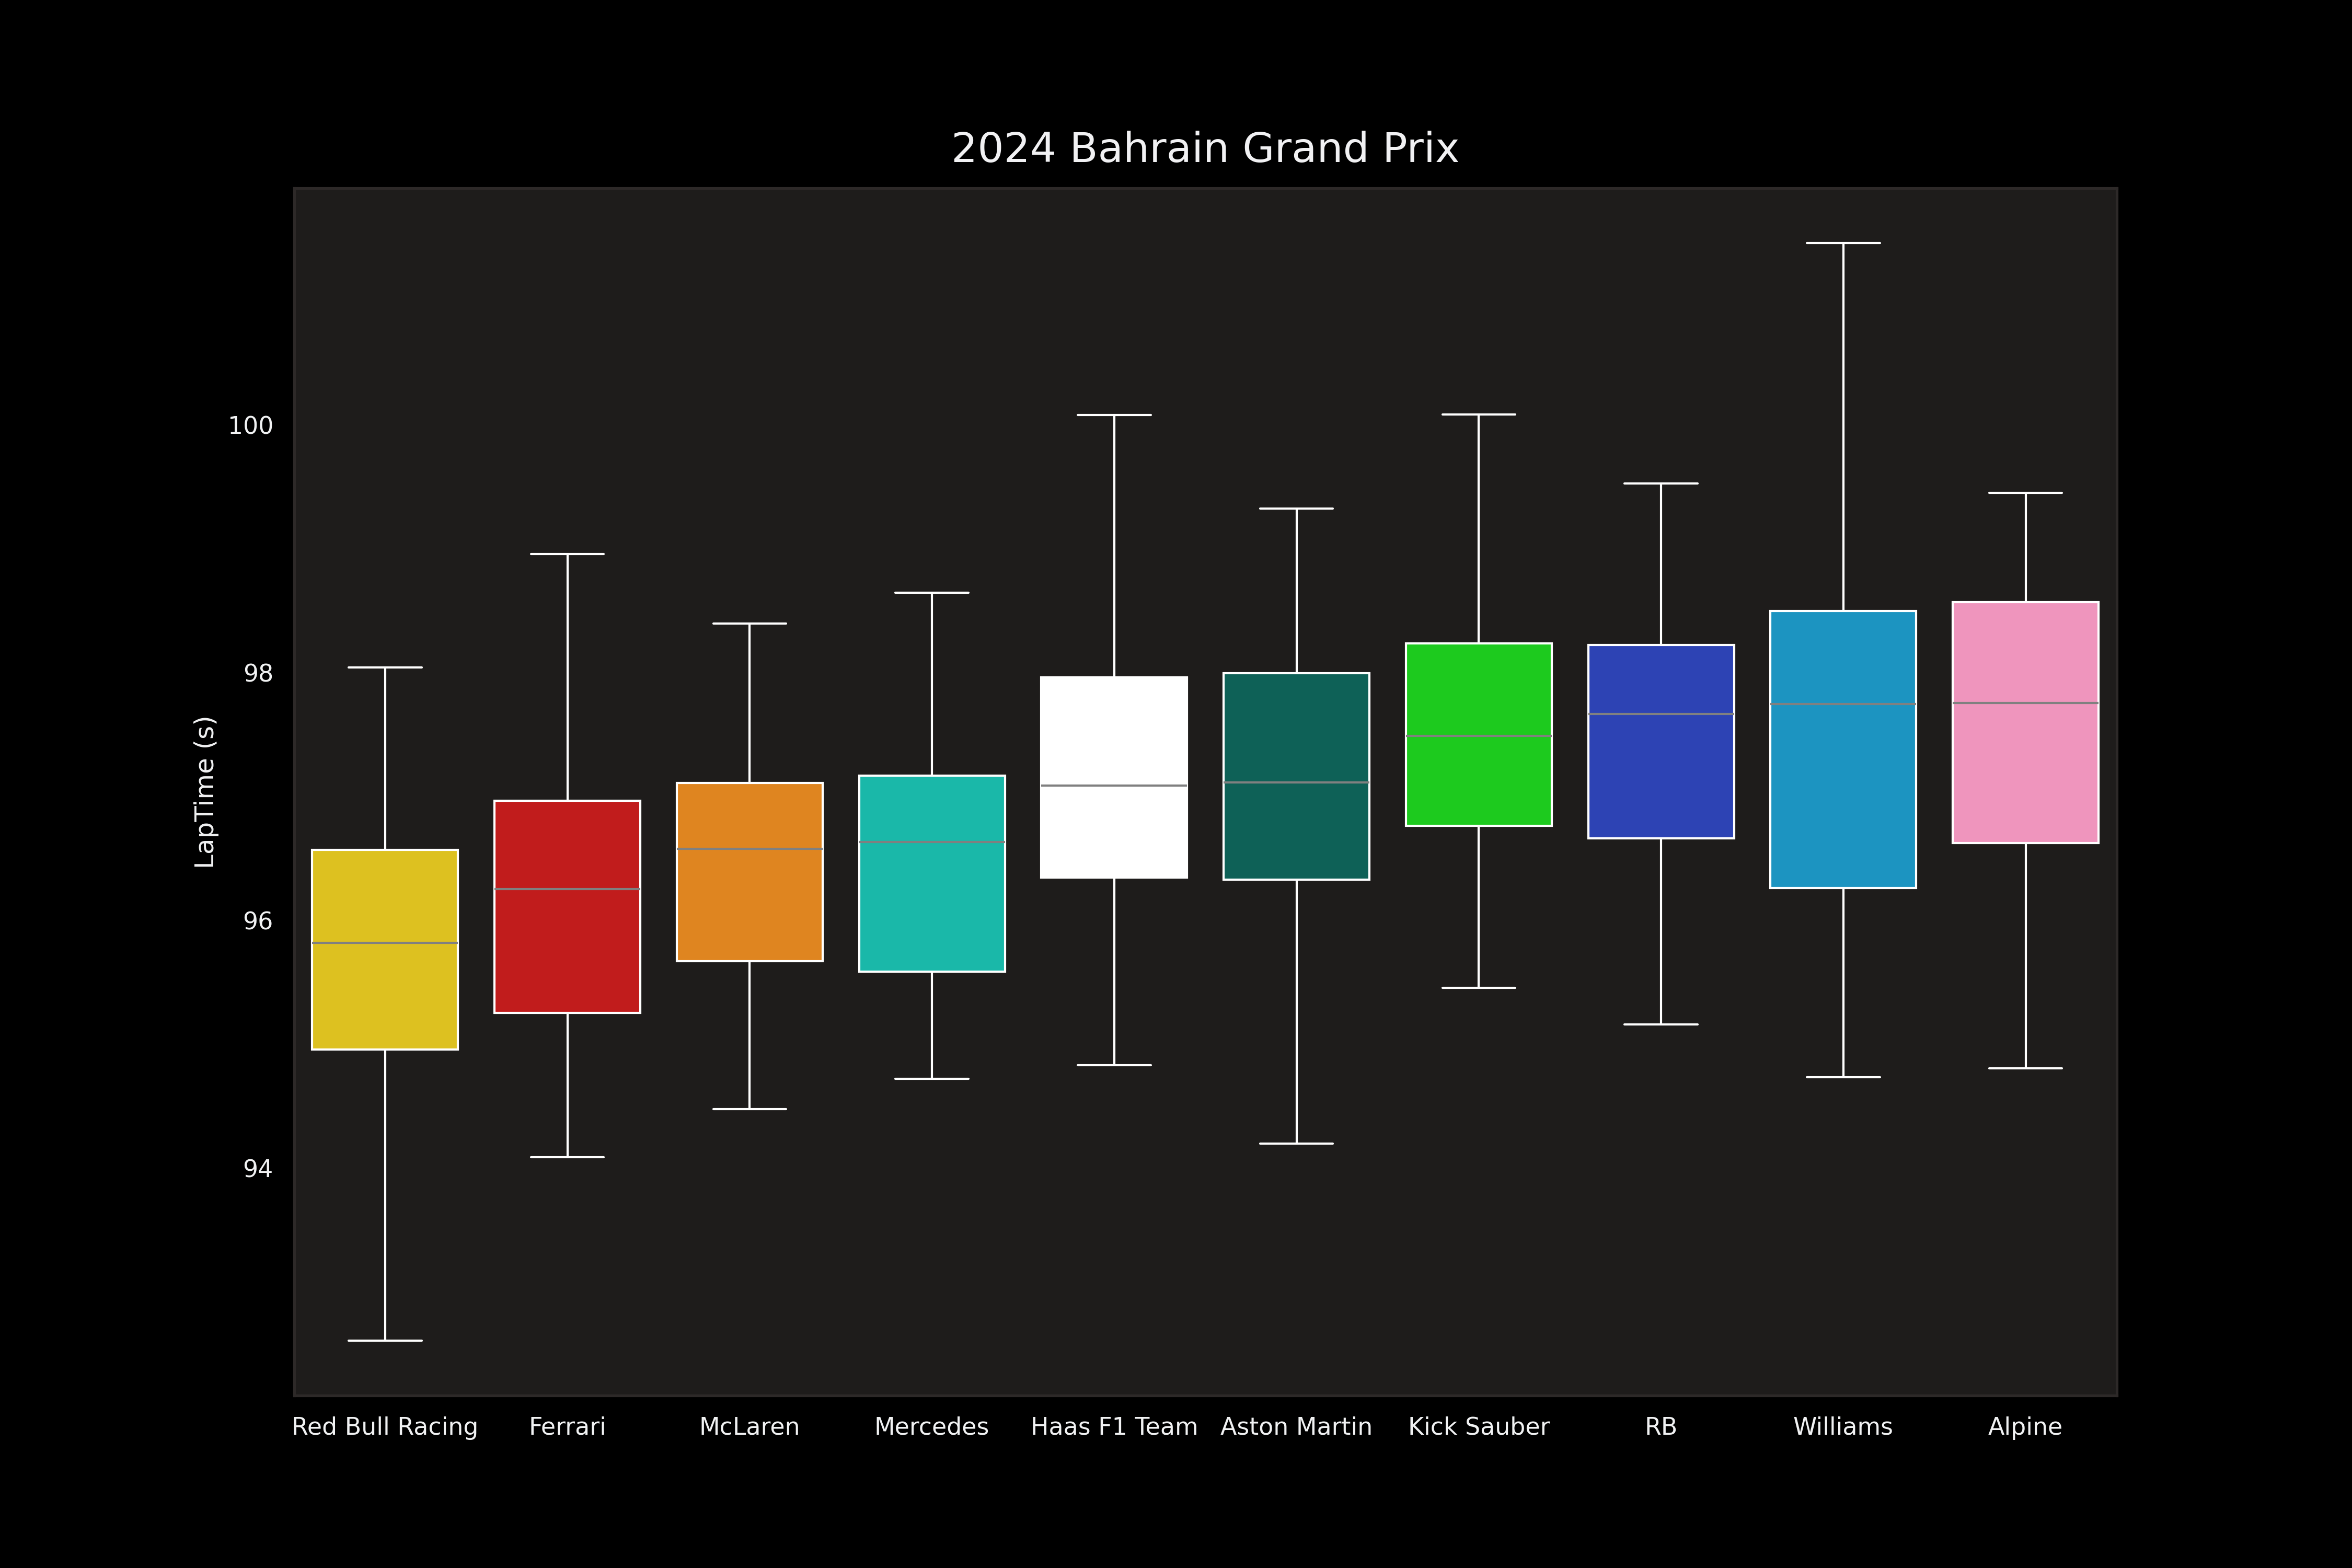 2024 Bahrain Grand Prix
100
98
96
94
LapTime (s)
Red Bull Racing Ferrari McLaren Mercedes Haas F1 Team Aston Martin Kick Sauber RB Williams Alpine